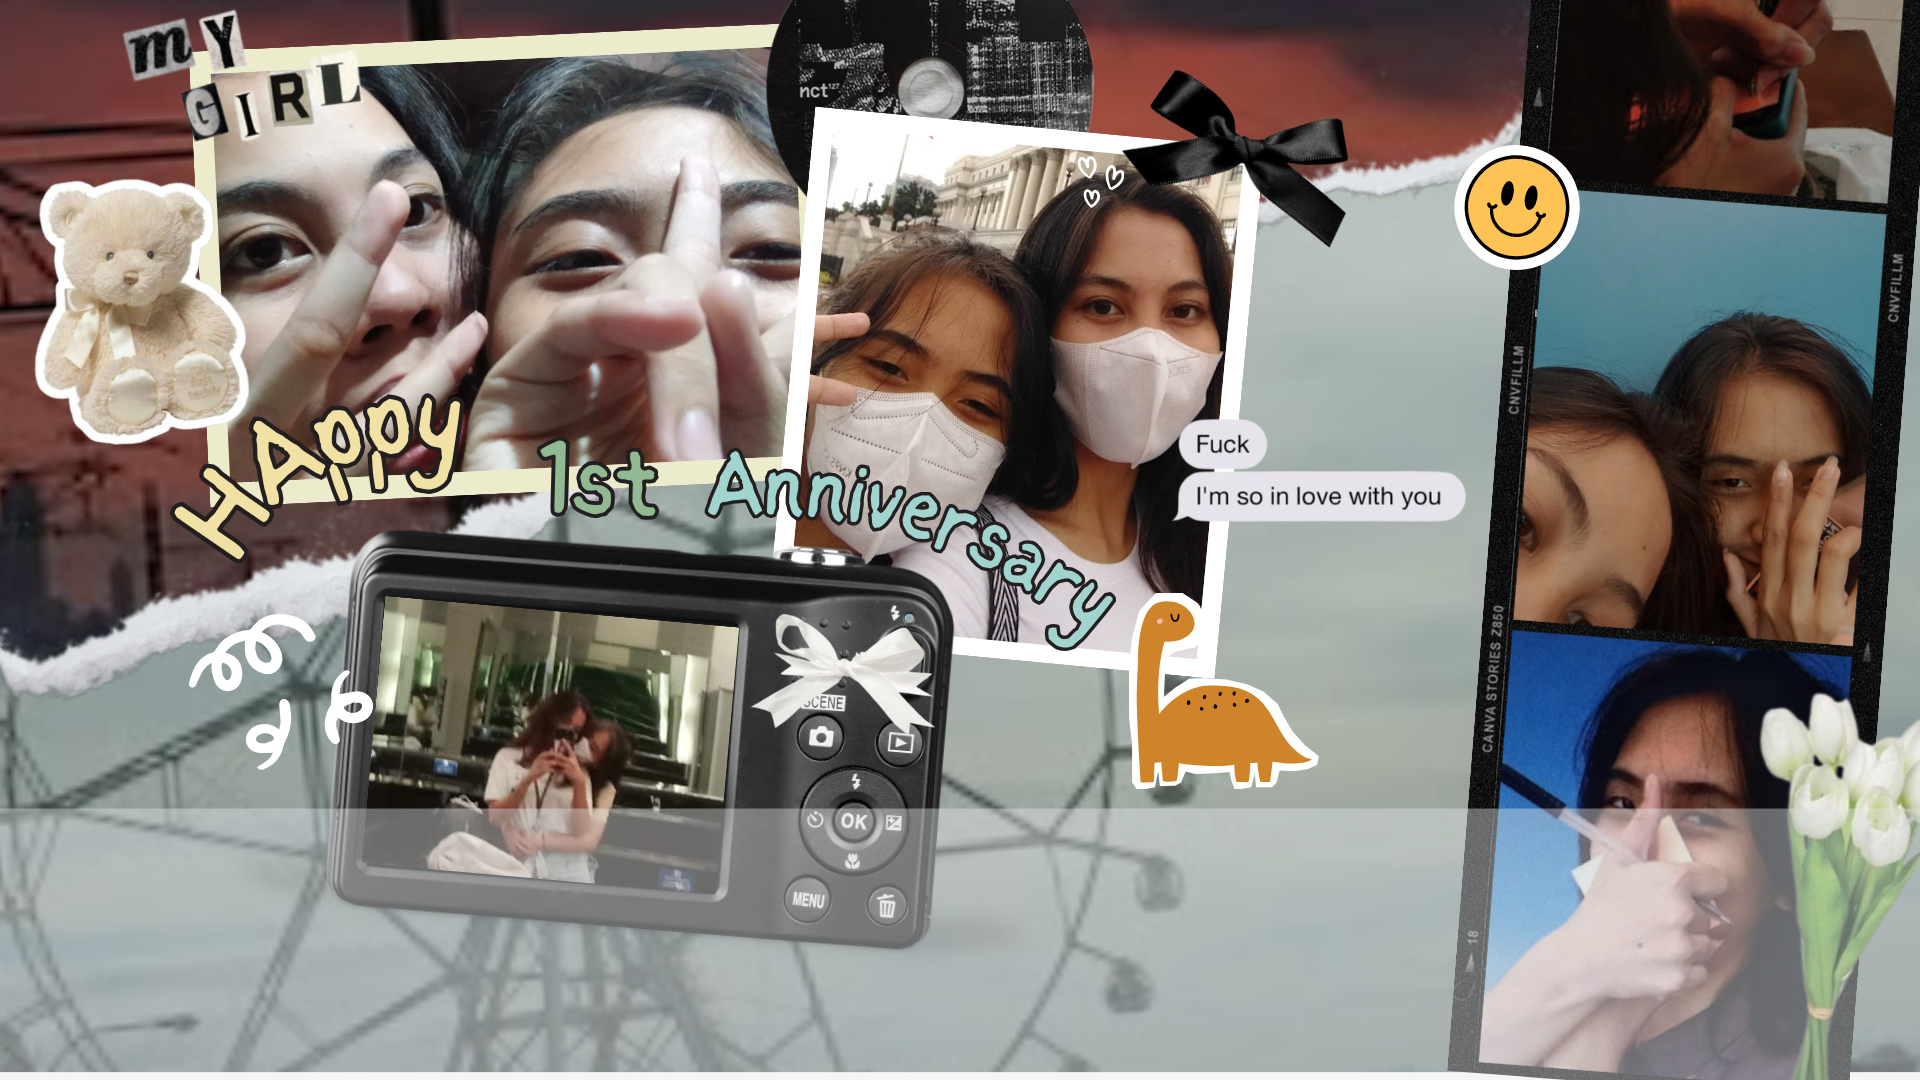 mY
GIRL
nct¹²⁷
HAppy 1st Anniversary
Fuck
I'm so in love with you
SCENE
OK
MENU
CNVFILLM
CNVFILLM
CANVA STORIES Z850
18